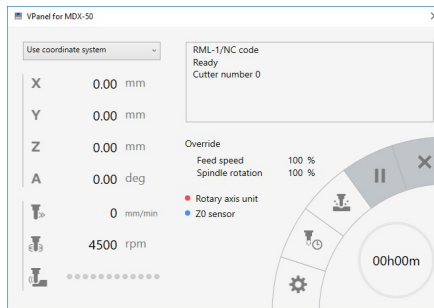 VPanel for MDX-50
Use coordinate system
RML-1/NC code
Ready
Cutter number 0
X 0.00 mm
Y 0.00 mm
Z 0.00 mm
A 0.00 deg
0 mm/min
4500 rpm
Override
Feed speed 100 %
Spindle rotation 100 %
Rotary axis unit
Z0 sensor
00h00m